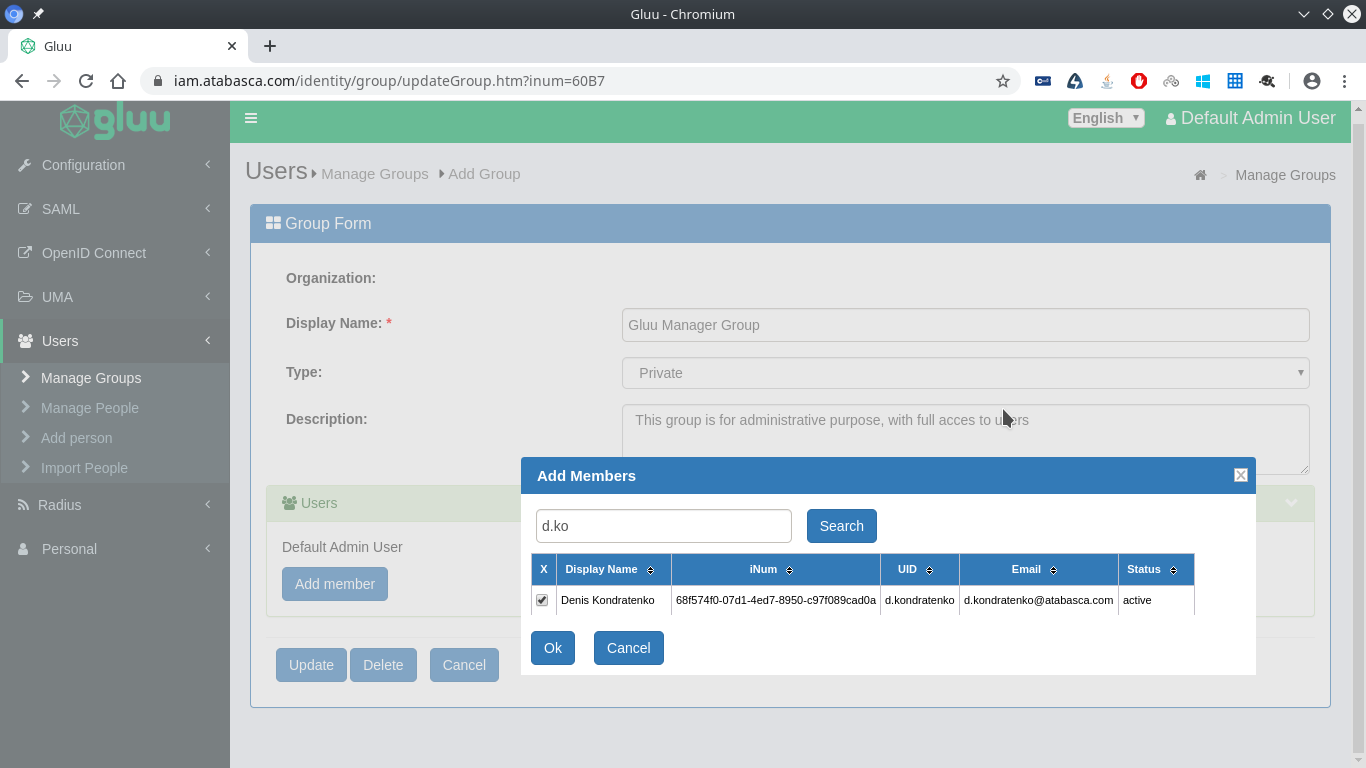 Gluu - Chromium
Gluu
iam.atabasca.com/identity/group/updateGroup.htm?inum=60B7
gluu
English
Default Admin User
Configuration
SAML
OpenID Connect
UMA
Users
Manage Groups
Manage People
Add person
Import People
Radius
Personal
Users Manage Groups Add Group
> Manage Groups
Group Form
Organization:
Display Name: * Gluu Manager Group
Type: Private
Description: This group is for administrative purpose, with full acces to users
Users
Default Admin User
Add member
Update Delete Cancel
Add Members
d.ko Search
X Display Name iNum UID Email Status
Denis Kondratenko 68f574f0-07d1-4ed7-8950-c97f089cad0a d.kondratenko d.kondratenko@atabasca.com active
Ok Cancel